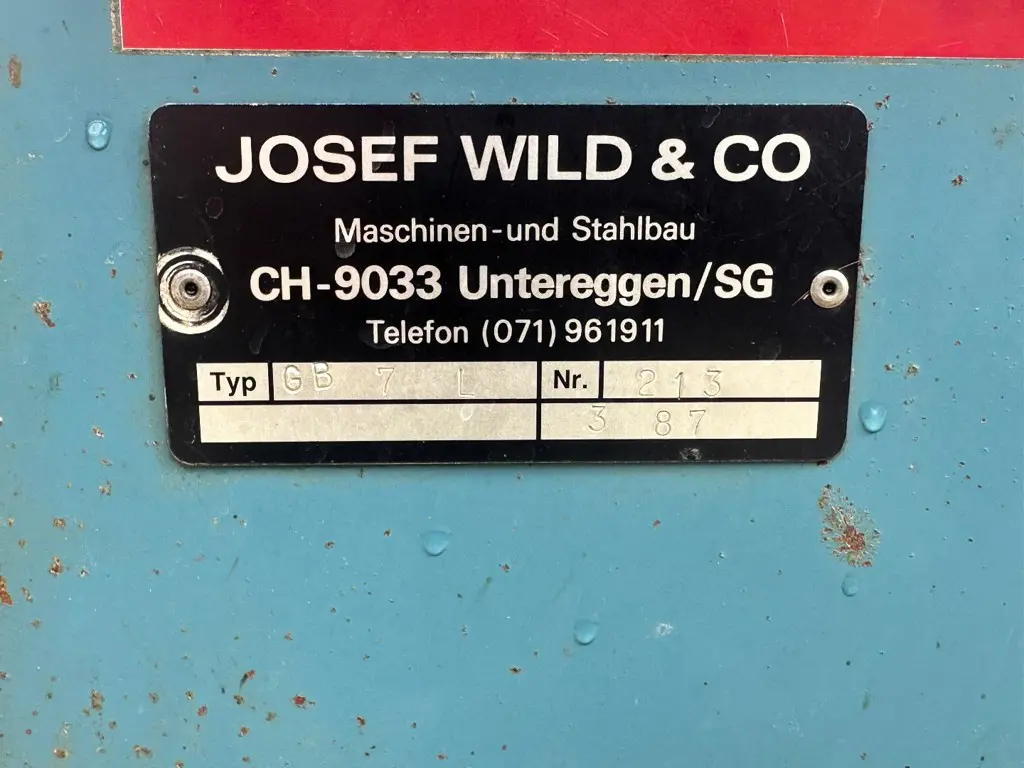 JOSEF WILD & CO
Maschinen-und Stahlbau
CH-9033 Untereggen/SG
Telefon (071) 961911
Typ GB 7 L Nr. 213
3 87